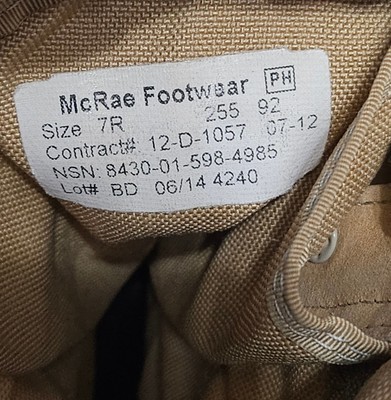 McRae Footwear PH
Size 7R 255 92
Contract# 12-D-1057 07-12
NSN: 8430-01-598-4985
Lot# BD 06/14 4240